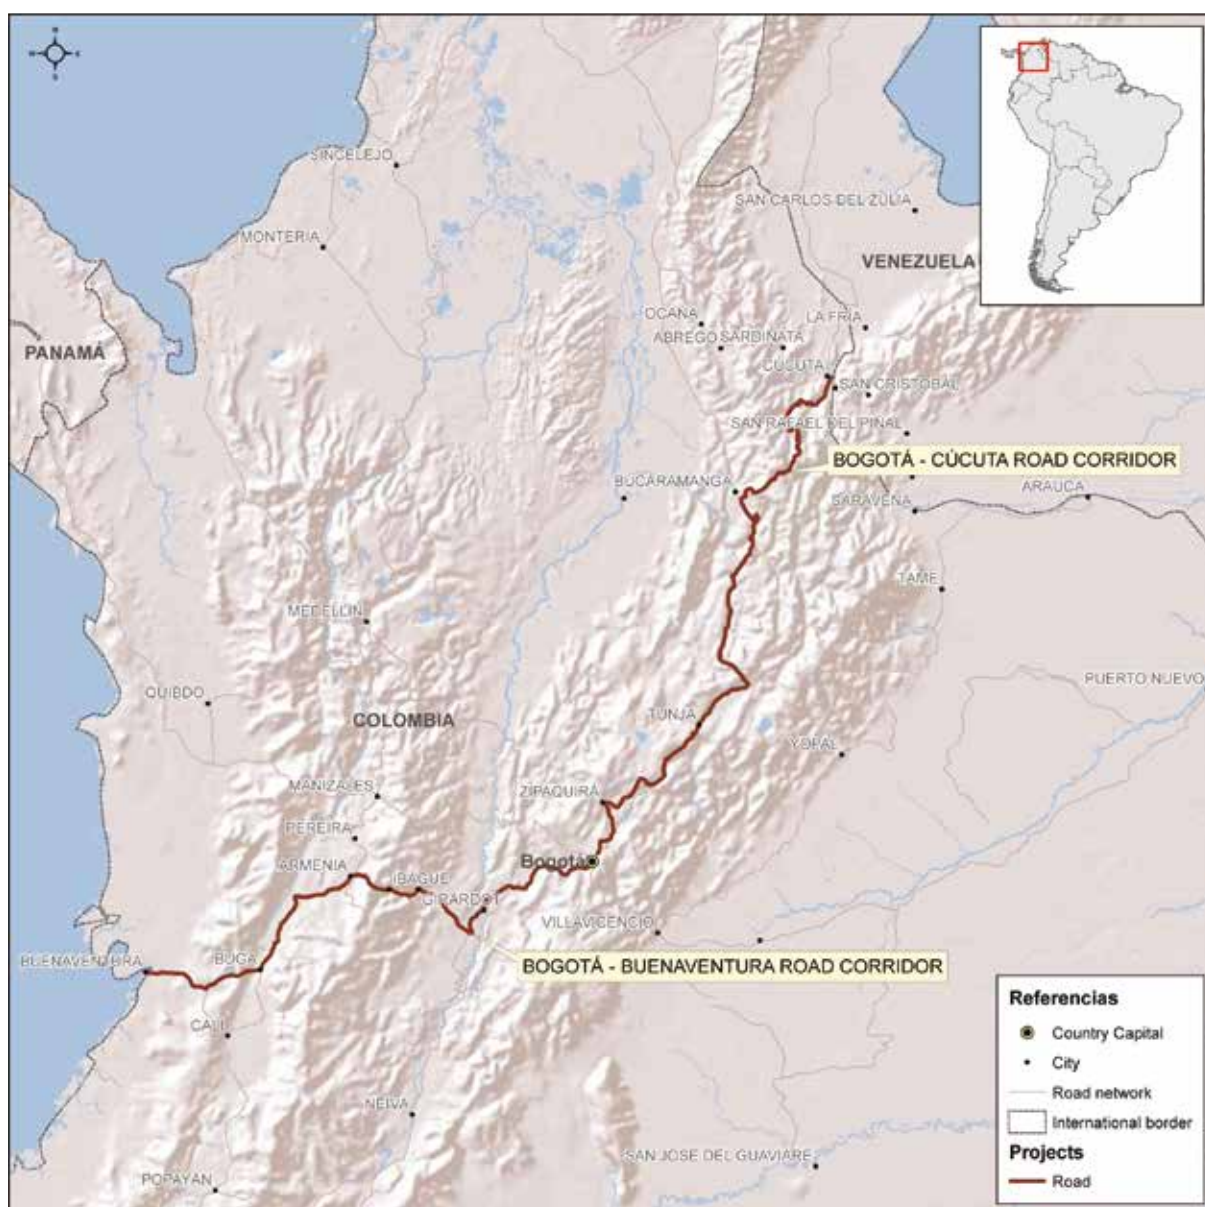 N
W
E
S
SINCELEJO
SAN CARLOS DEL ZULIA
MONTERIA
VENEZUELA
OCAÑA
LA FRIA
ABREGO
SARDINATA
PANAMÁ
CÚCUTA
SAN CRISTOBAL
SAN RAFAEL DEL PINAL
BOGOTÁ - CÚCUTA ROAD CORRIDOR
BUCARAMANGA
ARAUCA
SARAVENA
TAME
MEDELLIN
PUERTO NUEVO
QUIBDO
COLOMBIA
TUNJA
YOPAL
MANIZALES
ZIPAQUIRÁ
PEREIRA
Bogotá
ARMENIA
IBAGUE
GIRARDOT
VILLAVICENCIO
BUENAVENTURA
BUGA
BOGOTÁ - BUENAVENTURA ROAD CORRIDOR
CALI
NEIVA
SAN JOSE DEL GUAVIARE
POPAYAN
Referencias
Country Capital
City
Road network
International border
Projects
Road